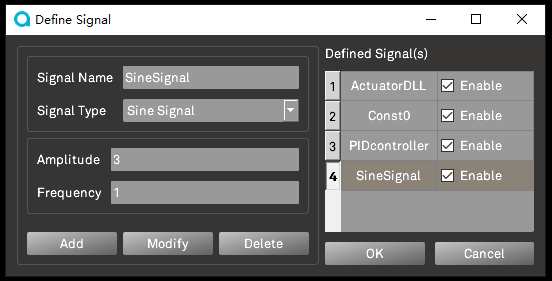 Define Signal
Signal Name SineSignal
Signal Type Sine Signal
Amplitude 3
Frequency 1
Add Modify Delete
Defined Signal(s)
1 ActuatorDLL Enable
2 Const0 Enable
3 PIDcontroller Enable
4 SineSignal Enable
OK Cancel